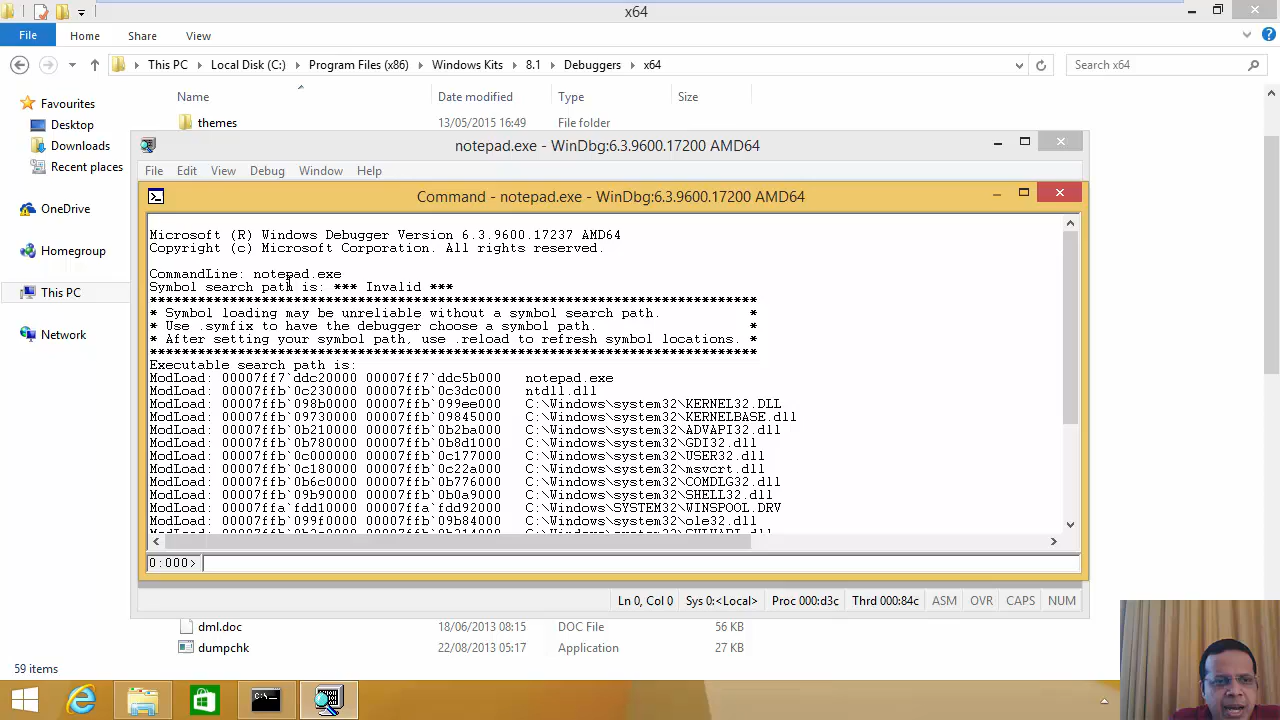 x64
File Home Share View
This PC Local Disk (C:) Program Files (x86) Windows Kits 8.1 Debuggers x64 Search x64
Favourites
Desktop
Downloads
Recent places
OneDrive
Homegroup
This PC
Network
Name Date modified Type Size
themes 13/05/2015 16:49 File folder
notepad.exe - WinDbg:6.3.9600.17200 AMD64
File Edit View Debug Window Help
Command - notepad.exe - WinDbg:6.3.9600.17200 AMD64
Microsoft (R) Windows Debugger Version 6.3.9600.17237 AMD64
Copyright (c) Microsoft Corporation. All rights reserved.
CommandLine: notepad.exe
Symbol search path is: *** Invalid ***
****************************************************************************
* Symbol loading may be unreliable without a symbol search path.           *
* Use .symfix to have the debugger choose a symbol path.                   *
* After setting your symbol path, use .reload to refresh symbol locations. *
****************************************************************************
Executable search path is:
ModLoad: 00007ff7`ddc20000 00007ff7`ddc5b000   notepad.exe
ModLoad: 00007ffb`0c230000 00007ffb`0c3dc000   ntdll.dll
ModLoad: 00007ffb`098b0000 00007ffb`099ee000   C:\Windows\system32\KERNEL32.DLL
ModLoad: 00007ffb`09730000 00007ffb`09845000   C:\Windows\system32\KERNELBASE.dll
ModLoad: 00007ffb`0b210000 00007ffb`0b2ba000   C:\Windows\system32\ADVAPI32.dll
ModLoad: 00007ffb`0b780000 00007ffb`0b8d1000   C:\Windows\system32\GDI32.dll
ModLoad: 00007ffb`0c000000 00007ffb`0c177000   C:\Windows\system32\USER32.dll
ModLoad: 00007ffb`0c180000 00007ffb`0c22a000   C:\Windows\system32\msvcrt.dll
ModLoad: 00007ffb`0b6c0000 00007ffb`0b776000   C:\Windows\system32\COMDLG32.dll
ModLoad: 00007ffb`09b90000 00007ffb`0b0a9000   C:\Windows\system32\SHELL32.dll
ModLoad: 00007ffa`fdd10000 00007ffa`fdd92000   C:\Windows\SYSTEM32\WINSPOOL.DRV
ModLoad: 00007ffb`099f0000 00007ffb`09b84000   C:\Windows\system32\ole32.dll
0:000>
Ln 0, Col 0 Sys 0:<Local> Proc 000:d3c Thrd 000:84c ASM OVR CAPS NUM
dml.doc 18/06/2013 08:15 DOC File 56 KB
dumpchk 22/08/2013 05:17 Application 27 KB
59 items